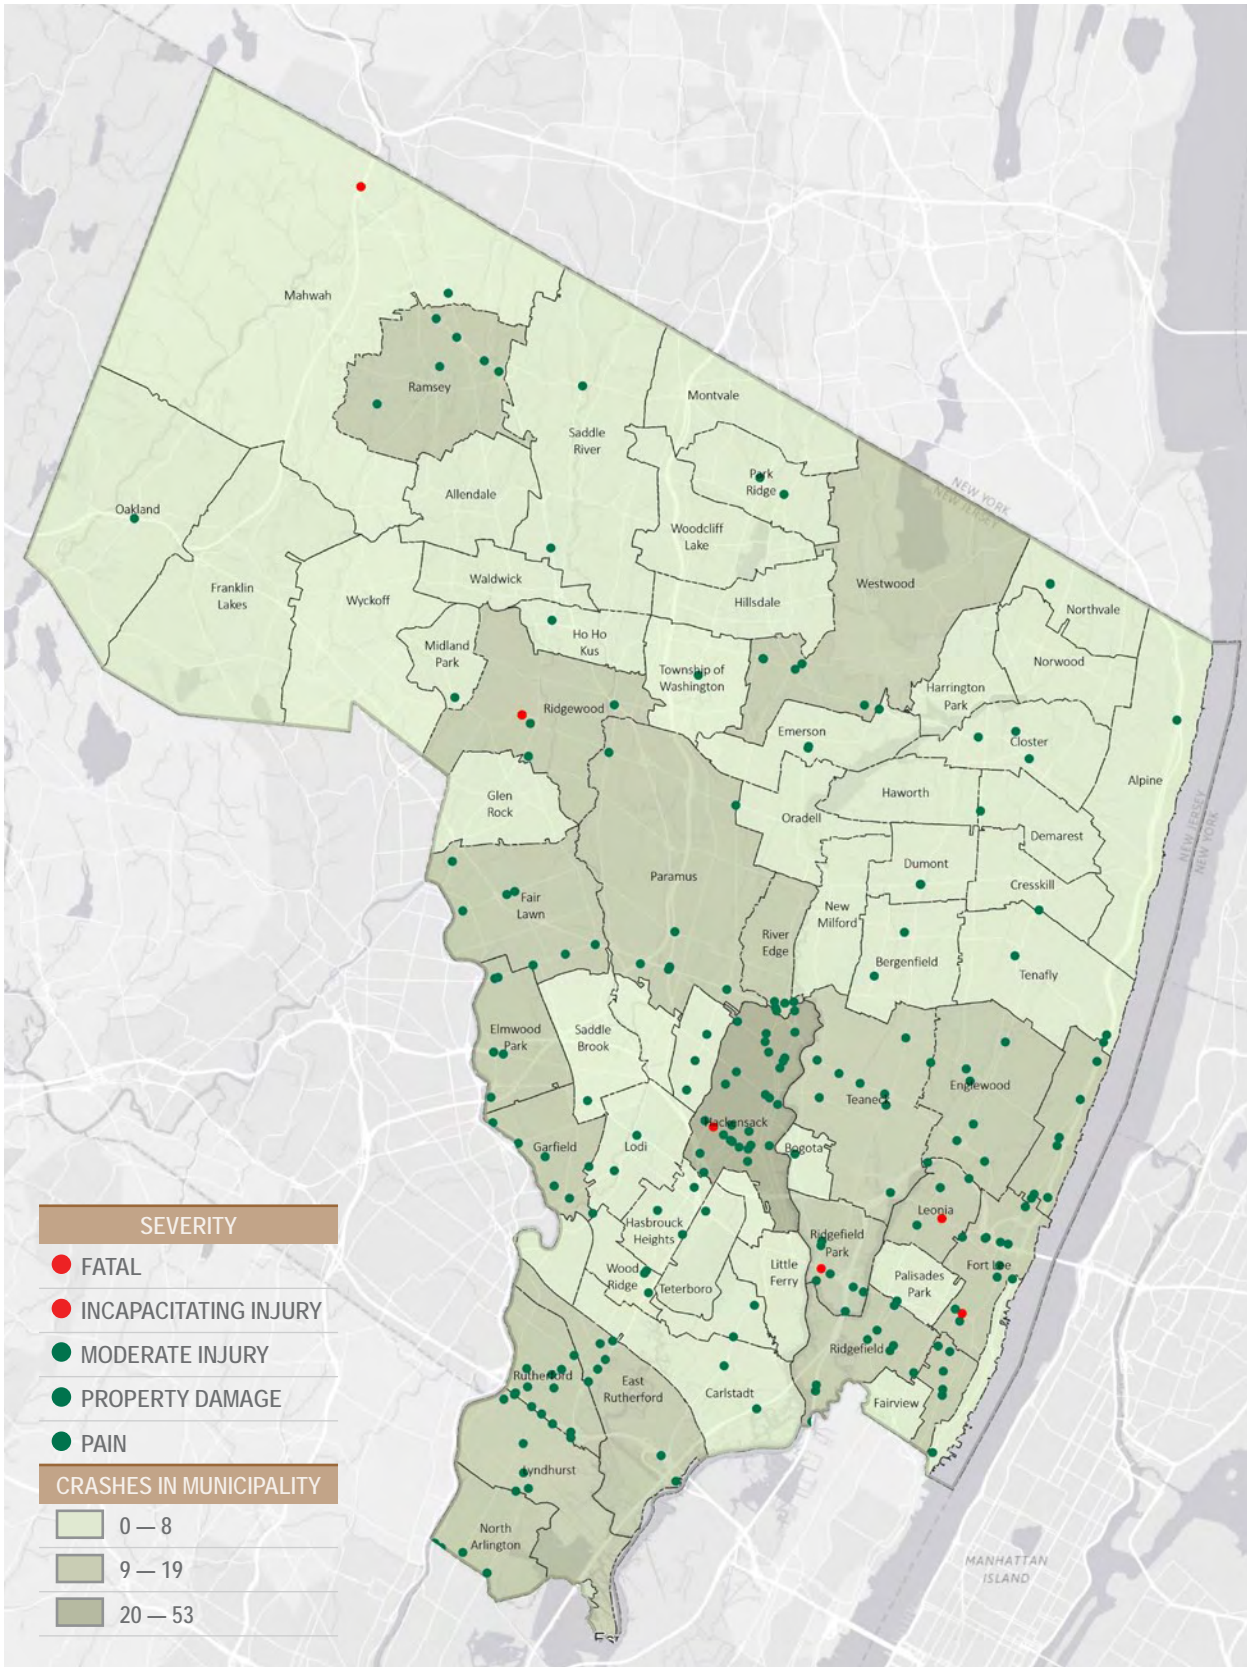 Mahwah
Ramsey
Montvale
Saddle
River
Park
Ridge
Allendale
Oakland
Woodcliff
Lake
NEW YORK
NEW JERSEY
Waldwick
Westwood
Franklin
Lakes
Wyckoff
Hillsdale
Northvale
Ho Ho
Kus
Midland
Park
Township of
Washington
Norwood
Harrington
Park
Ridgewood
Emerson
Closter
Alpine
Glen
Rock
Oradell
Haworth
Demarest
NEW JERSEY
NEW YORK
Paramus
Dumont
Cresskill
Fair
Lawn
New
Milford
River
Edge
Bergenfield
Tenafly
Elmwood
Park
Saddle
Brook
Teaneck
Englewood
Hackensack
Garfield
Lodi
Bogota
Leonia
Hasbrouck
Heights
Ridgefield
Park
Fort Lee
Little
Ferry
Wood
Ridge
Teterboro
Palisades
Park
Ridgefield
Rutherford
East
Rutherford
Carlstadt
Fairview
Lyndhurst
North
Arlington
MANHATTAN
ISLAND
SEVERITY
FATAL
INCAPACITATING INJURY
MODERATE INJURY
PROPERTY DAMAGE
PAIN
CRASHES IN MUNICIPALITY
0 — 8
9 — 19
20 — 53